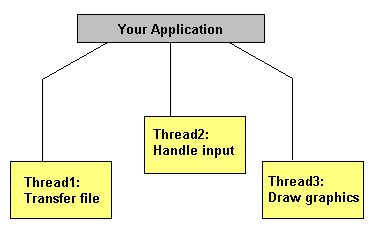 Your Application
Thread2:
Handle input
Thread1:
Transfer file
Thread3:
Draw graphics